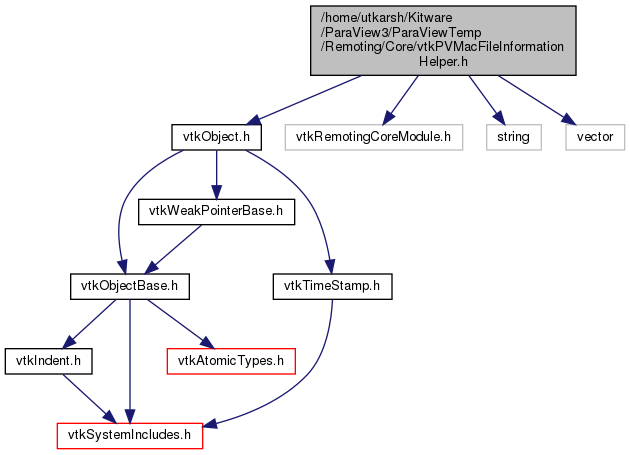 /home/utkarsh/Kitware
/ParaView3/ParaViewTemp
/Remoting/Core/vtkPVMacFileInformation
Helper.h
vtkObject.h
vtkRemotingCoreModule.h
string
vector
vtkWeakPointerBase.h
vtkObjectBase.h
vtkTimeStamp.h
vtkIndent.h
vtkAtomicTypes.h
vtkSystemIncludes.h